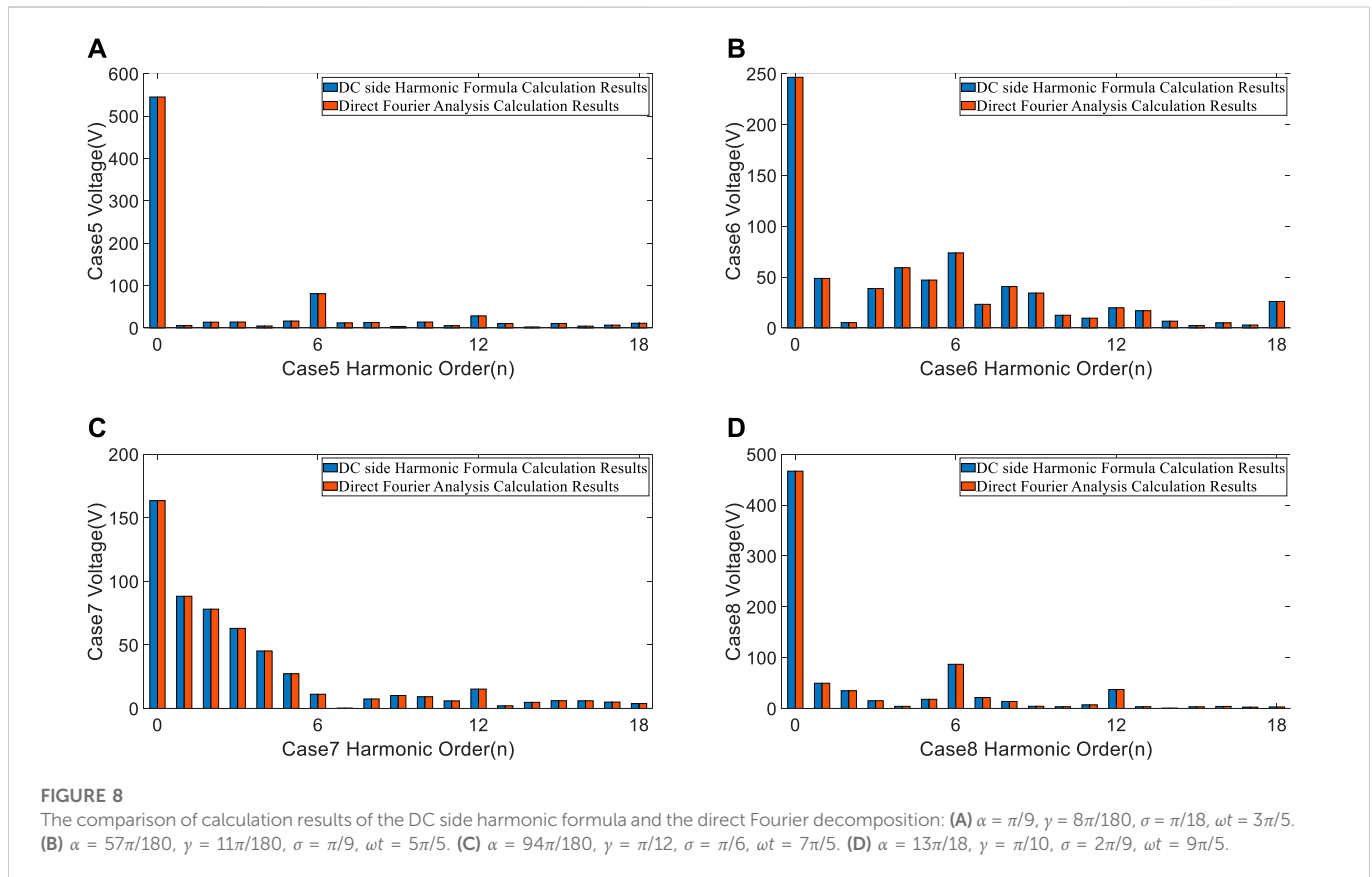 A
600
500
400
300
200
100
0
Case5 Voltage(V)
DC side Harmonic Formula Calculation Results
Direct Fourier Analysis Calculation Results
0 6 12 18
Case5 Harmonic Order(n)
B
250
200
150
100
50
0
Case6 Voltage(V)
DC side Harmonic Formula Calculation Results
Direct Fourier Analysis Calculation Results
0 6 12 18
Case6 Harmonic Order(n)
C
200
150
100
50
0
Case7 Voltage(V)
DC side Harmonic Formula Calculation Results
Direct Fourier Analysis Calculation Results
0 6 12 18
Case7 Harmonic Order(n)
D
500
400
300
200
100
0
Case8 Voltage(V)
DC side Harmonic Formula Calculation Results
Direct Fourier Analysis Calculation Results
0 6 12 18
Case8 Harmonic Order(n)
FIGURE 8
The comparison of calculation results of the DC side harmonic formula and the direct Fourier decomposition: (A) α = π/9, γ = 8π/180, σ = π/18, ωt = 3π/5.
(B) α = 57π/180, γ = 11π/180, σ = π/9, ωt = 5π/5. (C) α = 94π/180, γ = π/12, σ = π/6, ωt = 7π/5. (D) α = 13π/18, γ = π/10, σ = 2π/9, ωt = 9π/5.